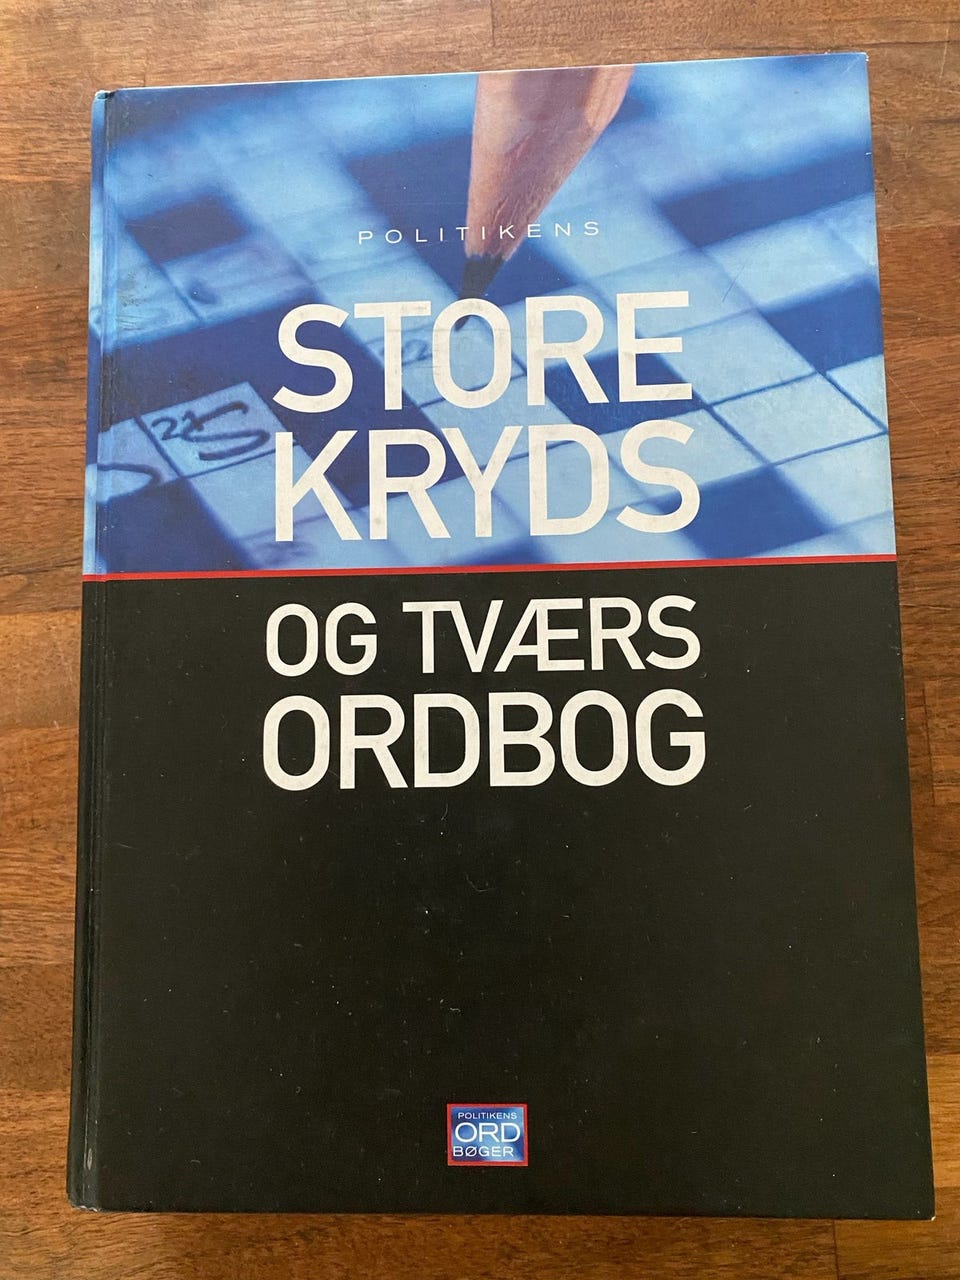 POLITIKENS
STORE
KRYDS
OG TVÆRS
ORDBOG
POLITIKENS
ORD
BØGER